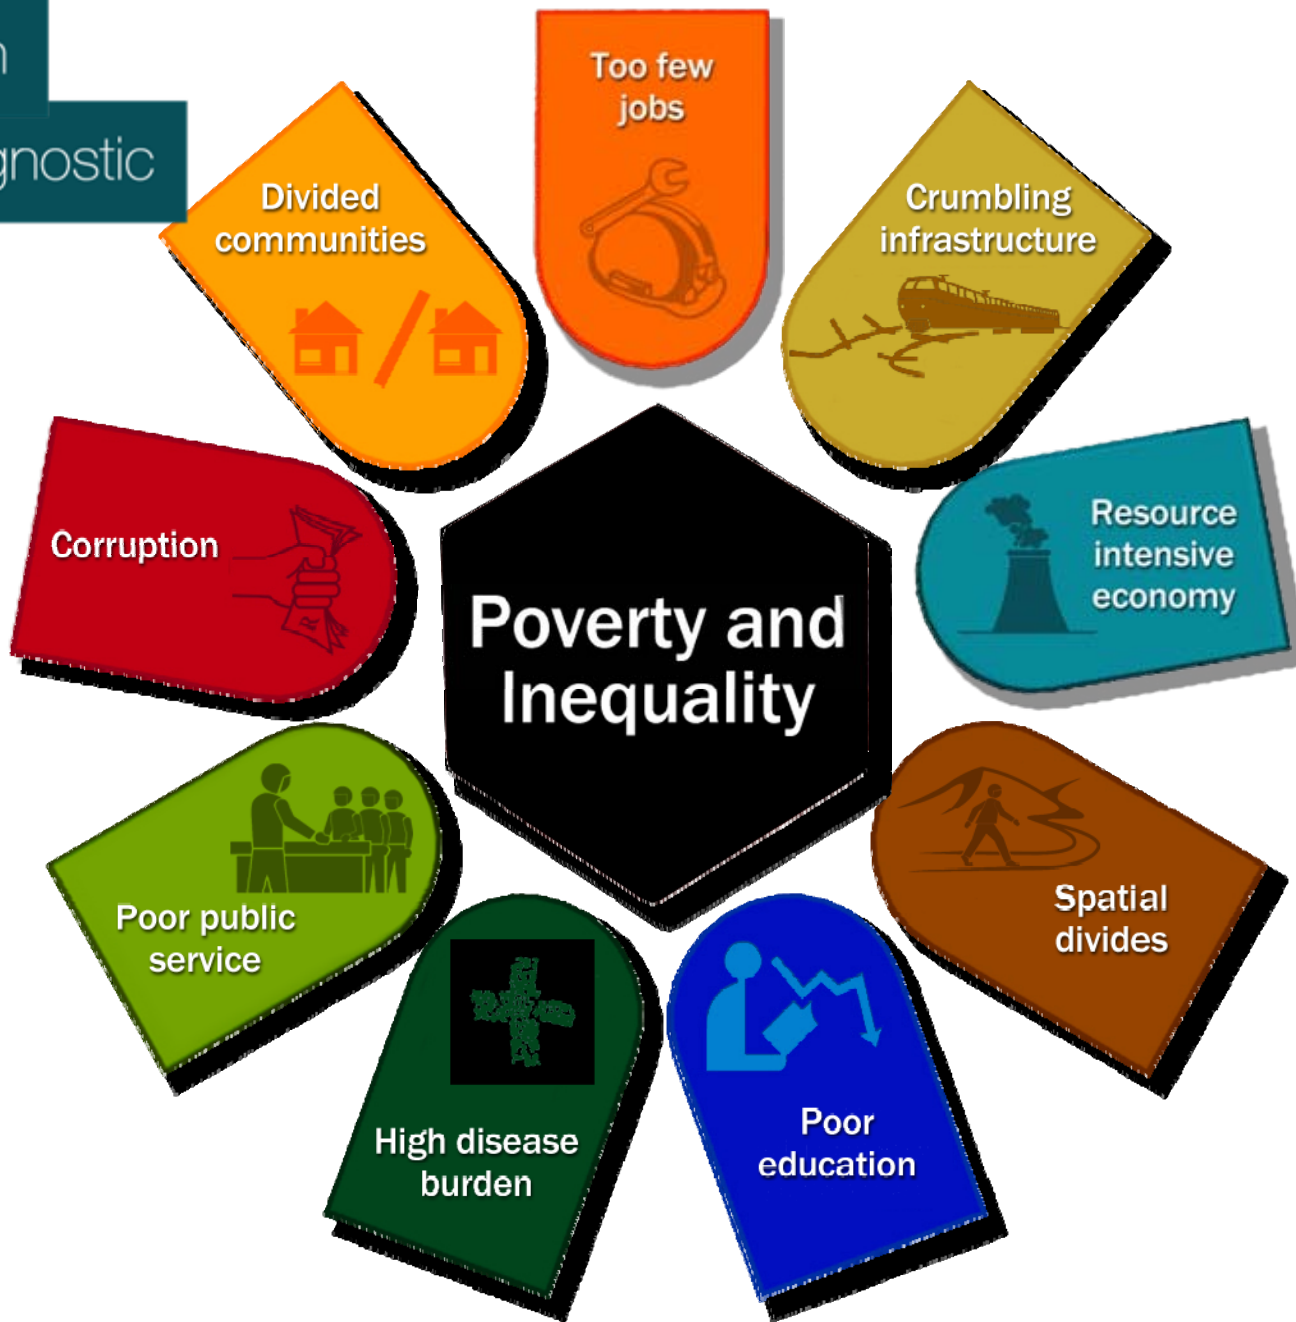 gnostic
Too few
jobs
Crumbling
infrastructure
Resource
intensive
economy
Spatial
divides
Poor
education
High disease
burden
Poor public
service
Corruption
R
Divided
communities
Poverty and
Inequality